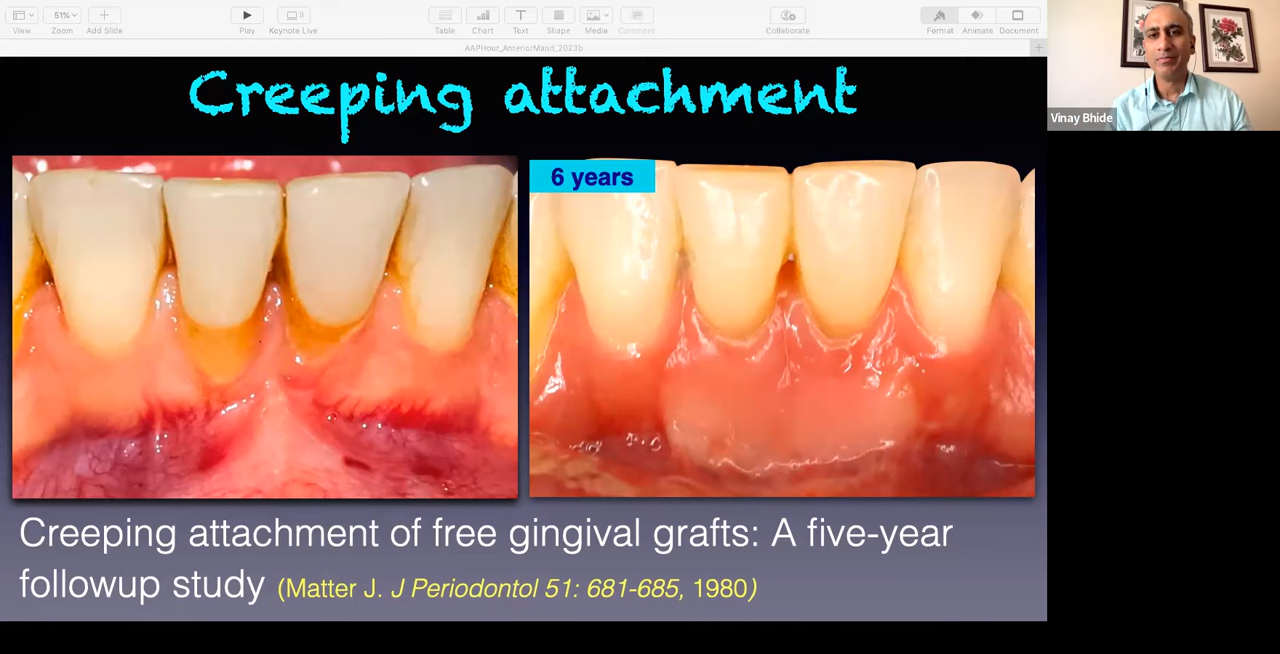 51%
View
Zoom
Add Slide
Play
Keynote Live
Table
Chart
Text
Shape
Media
Comment
Collaborate
Format
Animate
Document
AAPHour_AnteriorMand_2023b
Vinay Bhide
Creeping attachment
6 years
Creeping attachment of free gingival grafts: A five-year
followup study (Matter J. J Periodontol 51: 681-685, 1980)